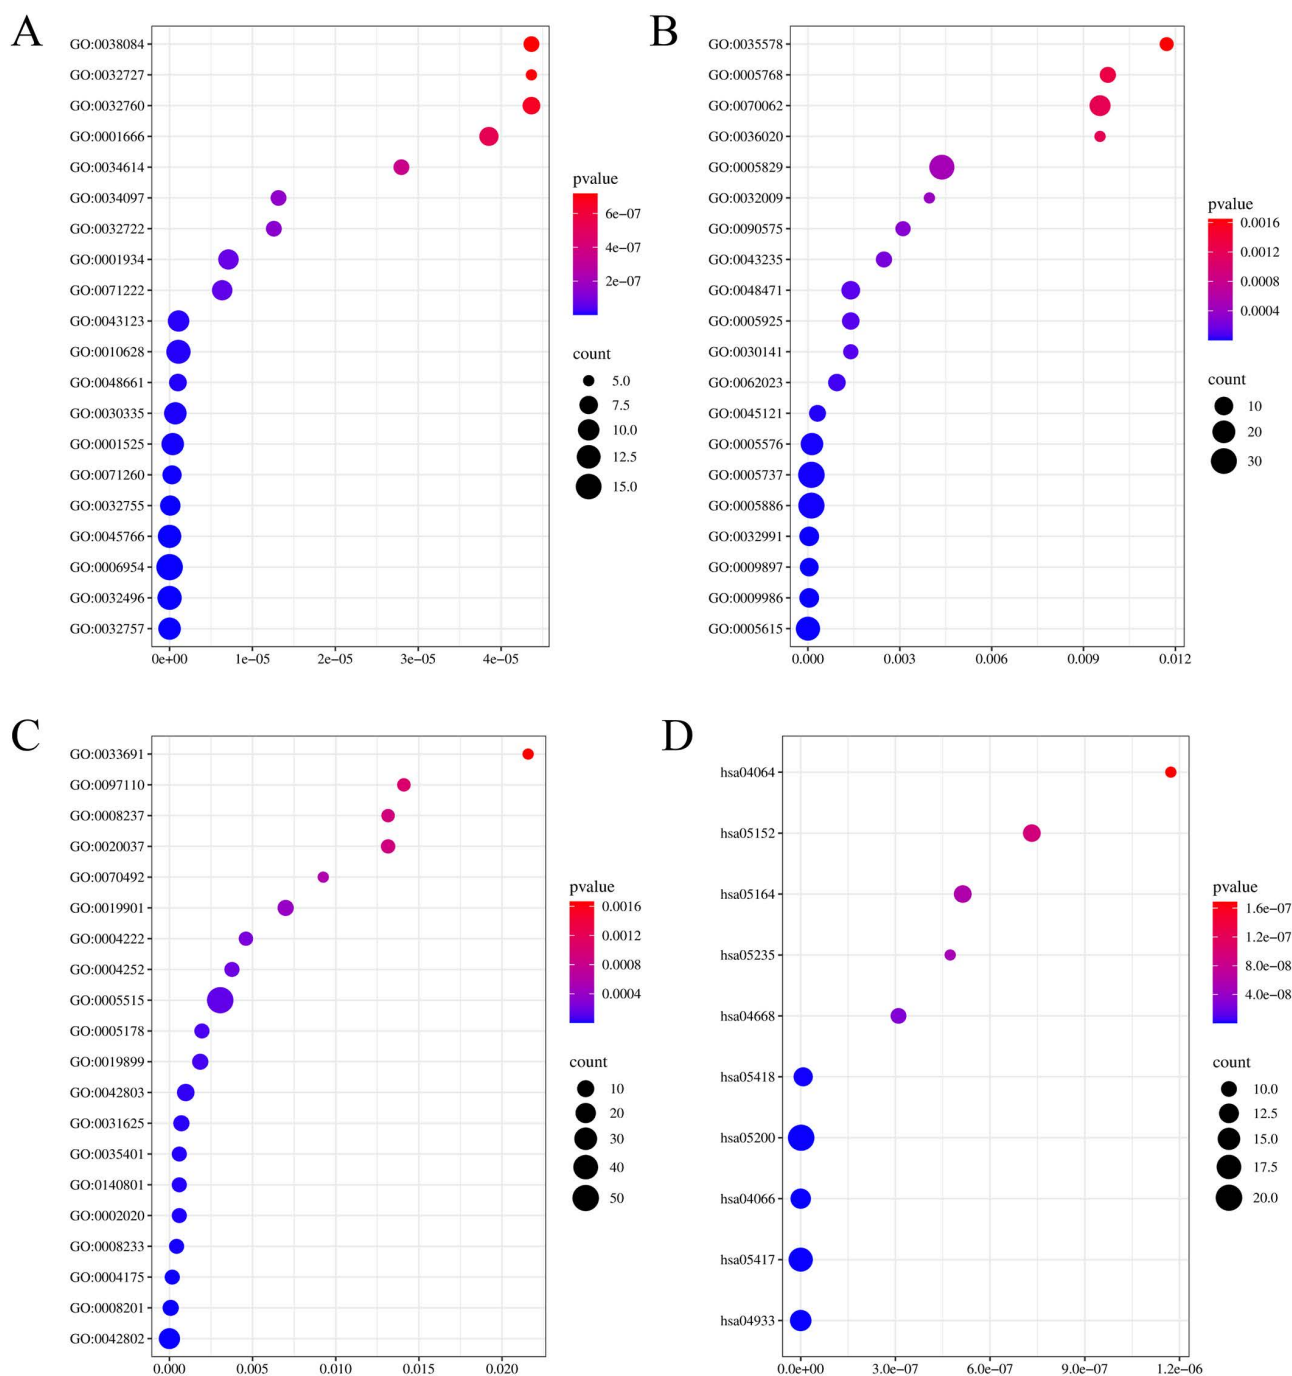 A
GO:0038084
GO:0032727
GO:0032760
GO:0001666
GO:0034614
GO:0034097
GO:0032722
GO:0001934
GO:0071222
GO:0043123
GO:0010628
GO:0048661
GO:0030335
GO:0001525
GO:0071260
GO:0032755
GO:0045766
GO:0006954
GO:0032496
GO:0032757
0e+00 1e−05 2e−05 3e−05 4e−05
pvalue
6e−07
4e−07
2e−07
count
5.0
7.5
10.0
12.5
15.0
B
GO:0035578
GO:0005768
GO:0070062
GO:0036020
GO:0005829
GO:0032009
GO:0090575
GO:0043235
GO:0048471
GO:0005925
GO:0030141
GO:0062023
GO:0045121
GO:0005576
GO:0005737
GO:0005886
GO:0032991
GO:0009897
GO:0009986
GO:0005615
0.000 0.003 0.006 0.009 0.012
pvalue
0.0016
0.0012
0.0008
0.0004
count
10
20
30
C
GO:0033691
GO:0097110
GO:0008237
GO:0020037
GO:0070492
GO:0019901
GO:0004222
GO:0004252
GO:0005515
GO:0005178
GO:0019899
GO:0042803
GO:0031625
GO:0035401
GO:0140801
GO:0002020
GO:0008233
GO:0004175
GO:0008201
GO:0042802
0.000 0.005 0.010 0.015 0.020
pvalue
0.0016
0.0012
0.0008
0.0004
count
10
20
30
40
50
D
hsa04064
hsa05152
hsa05164
hsa05235
hsa04668
hsa05418
hsa05200
hsa04066
hsa05417
hsa04933
0.0e+00 3.0e−07 6.0e−07 9.0e−07 1.2e−06
pvalue
1.6e−07
1.2e−07
8.0e−08
4.0e−08
count
10.0
12.5
15.0
17.5
20.0